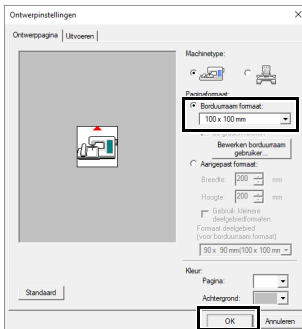 Ontwerpinstellingen
Ontwerppagina
Uitvoeren
Machinetype:
Paginaformaat:
Borduurraam formaat:
100 x 100 mm
Bewerken borduurraam
gebruiker...
Aangepast formaat:
Breedte: 200 mm
Hoogte: 200 mm
Gebruik kleinere
deelgebiedformaten.
Formaat deelgebied
(voor borduurraam formaat)
90 x 90 mm(100 x 100 mm
Kleur:
Pagina:
Achtergrond:
Standaard
OK
Annuleren